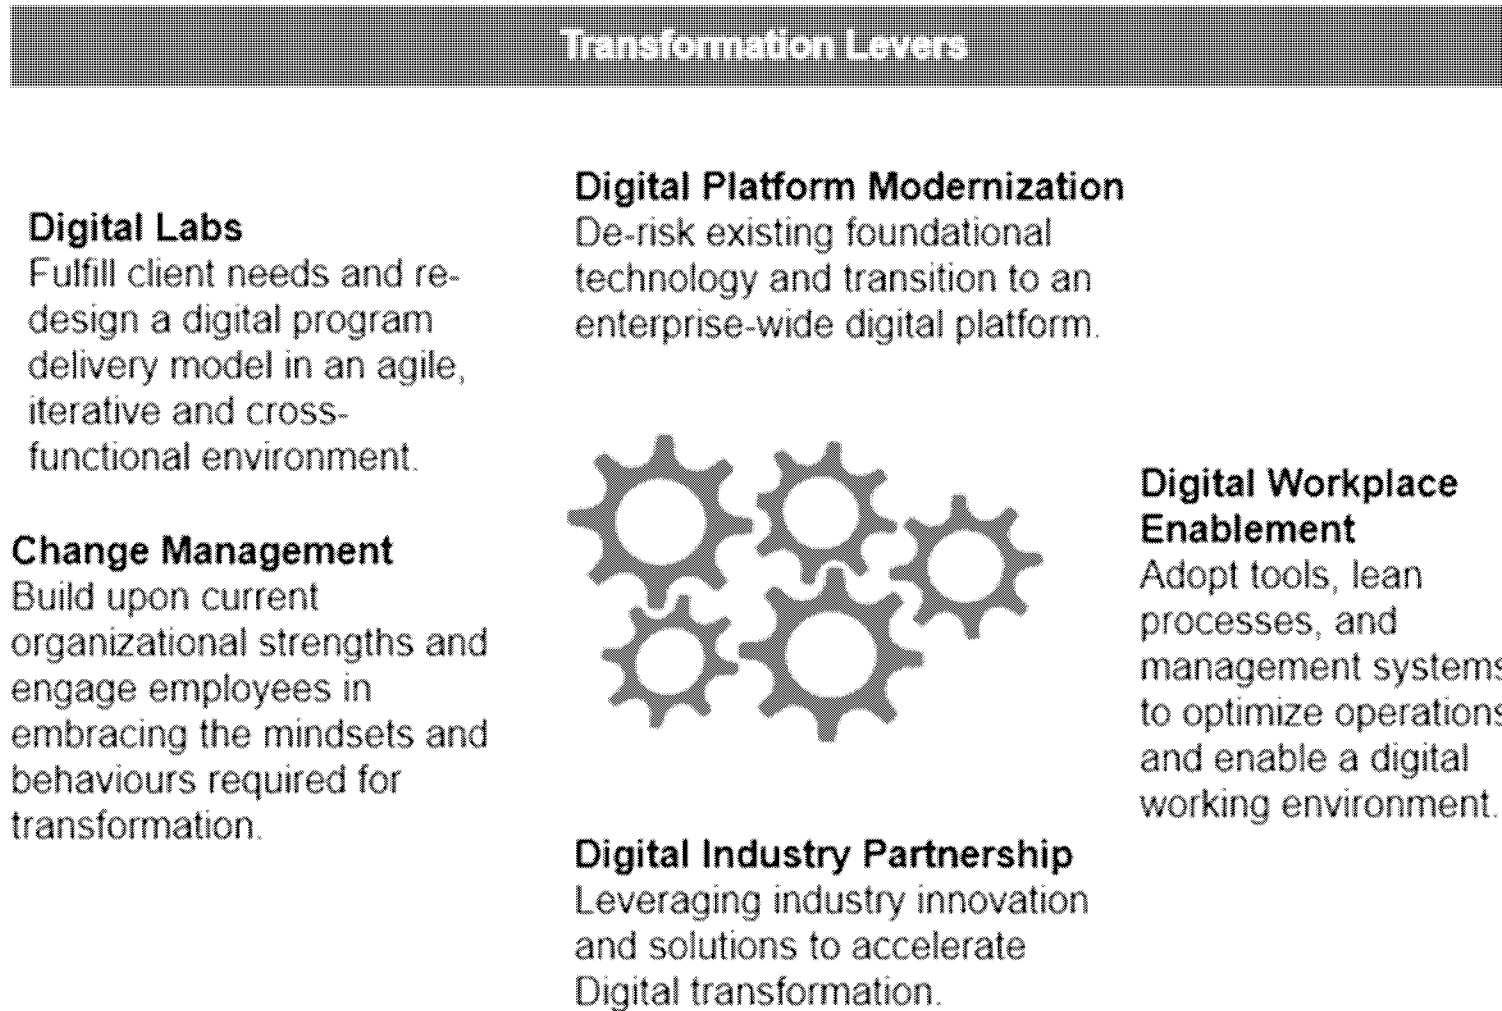 Transformation Levers
Digital Labs
Fulfill client needs and re-
design a digital program
delivery model in an agile,
iterative and cross-
functional environment.
Digital Platform Modernization
De-risk existing foundational
technology and transition to an
enterprise-wide digital platform.
Change Management
Build upon current
organizational strengths and
engage employees in
embracing the mindsets and
behaviours required for
transformation.
Digital Workplace
Enablement
Adopt tools, lean
processes, and
management systems
to optimize operations
and enable a digital
working environment.
Digital Industry Partnership
Leveraging industry innovation
and solutions to accelerate
Digital transformation.